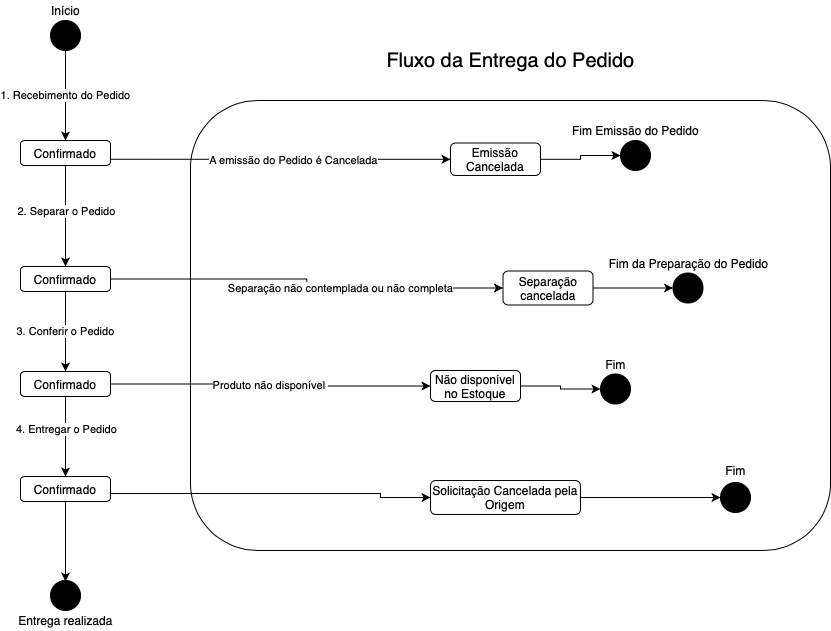 Início
Fluxo da Entrega do Pedido
1. Recebimento do Pedido
Fim Emissão do Pedido
Confirmado
A emissão do Pedido é Cancelada
Emissão
Cancelada
2. Separar o Pedido
Fim da Preparação do Pedido
Confirmado
Separação não contemplada ou não completa
Separação
cancelada
3. Conferir o Pedido
Fim
Confirmado
Produto não disponível
Não disponível
no Estoque
4. Entregar o Pedido
Fim
Confirmado
Solicitação Cancelada pela
Origem
Entrega realizada